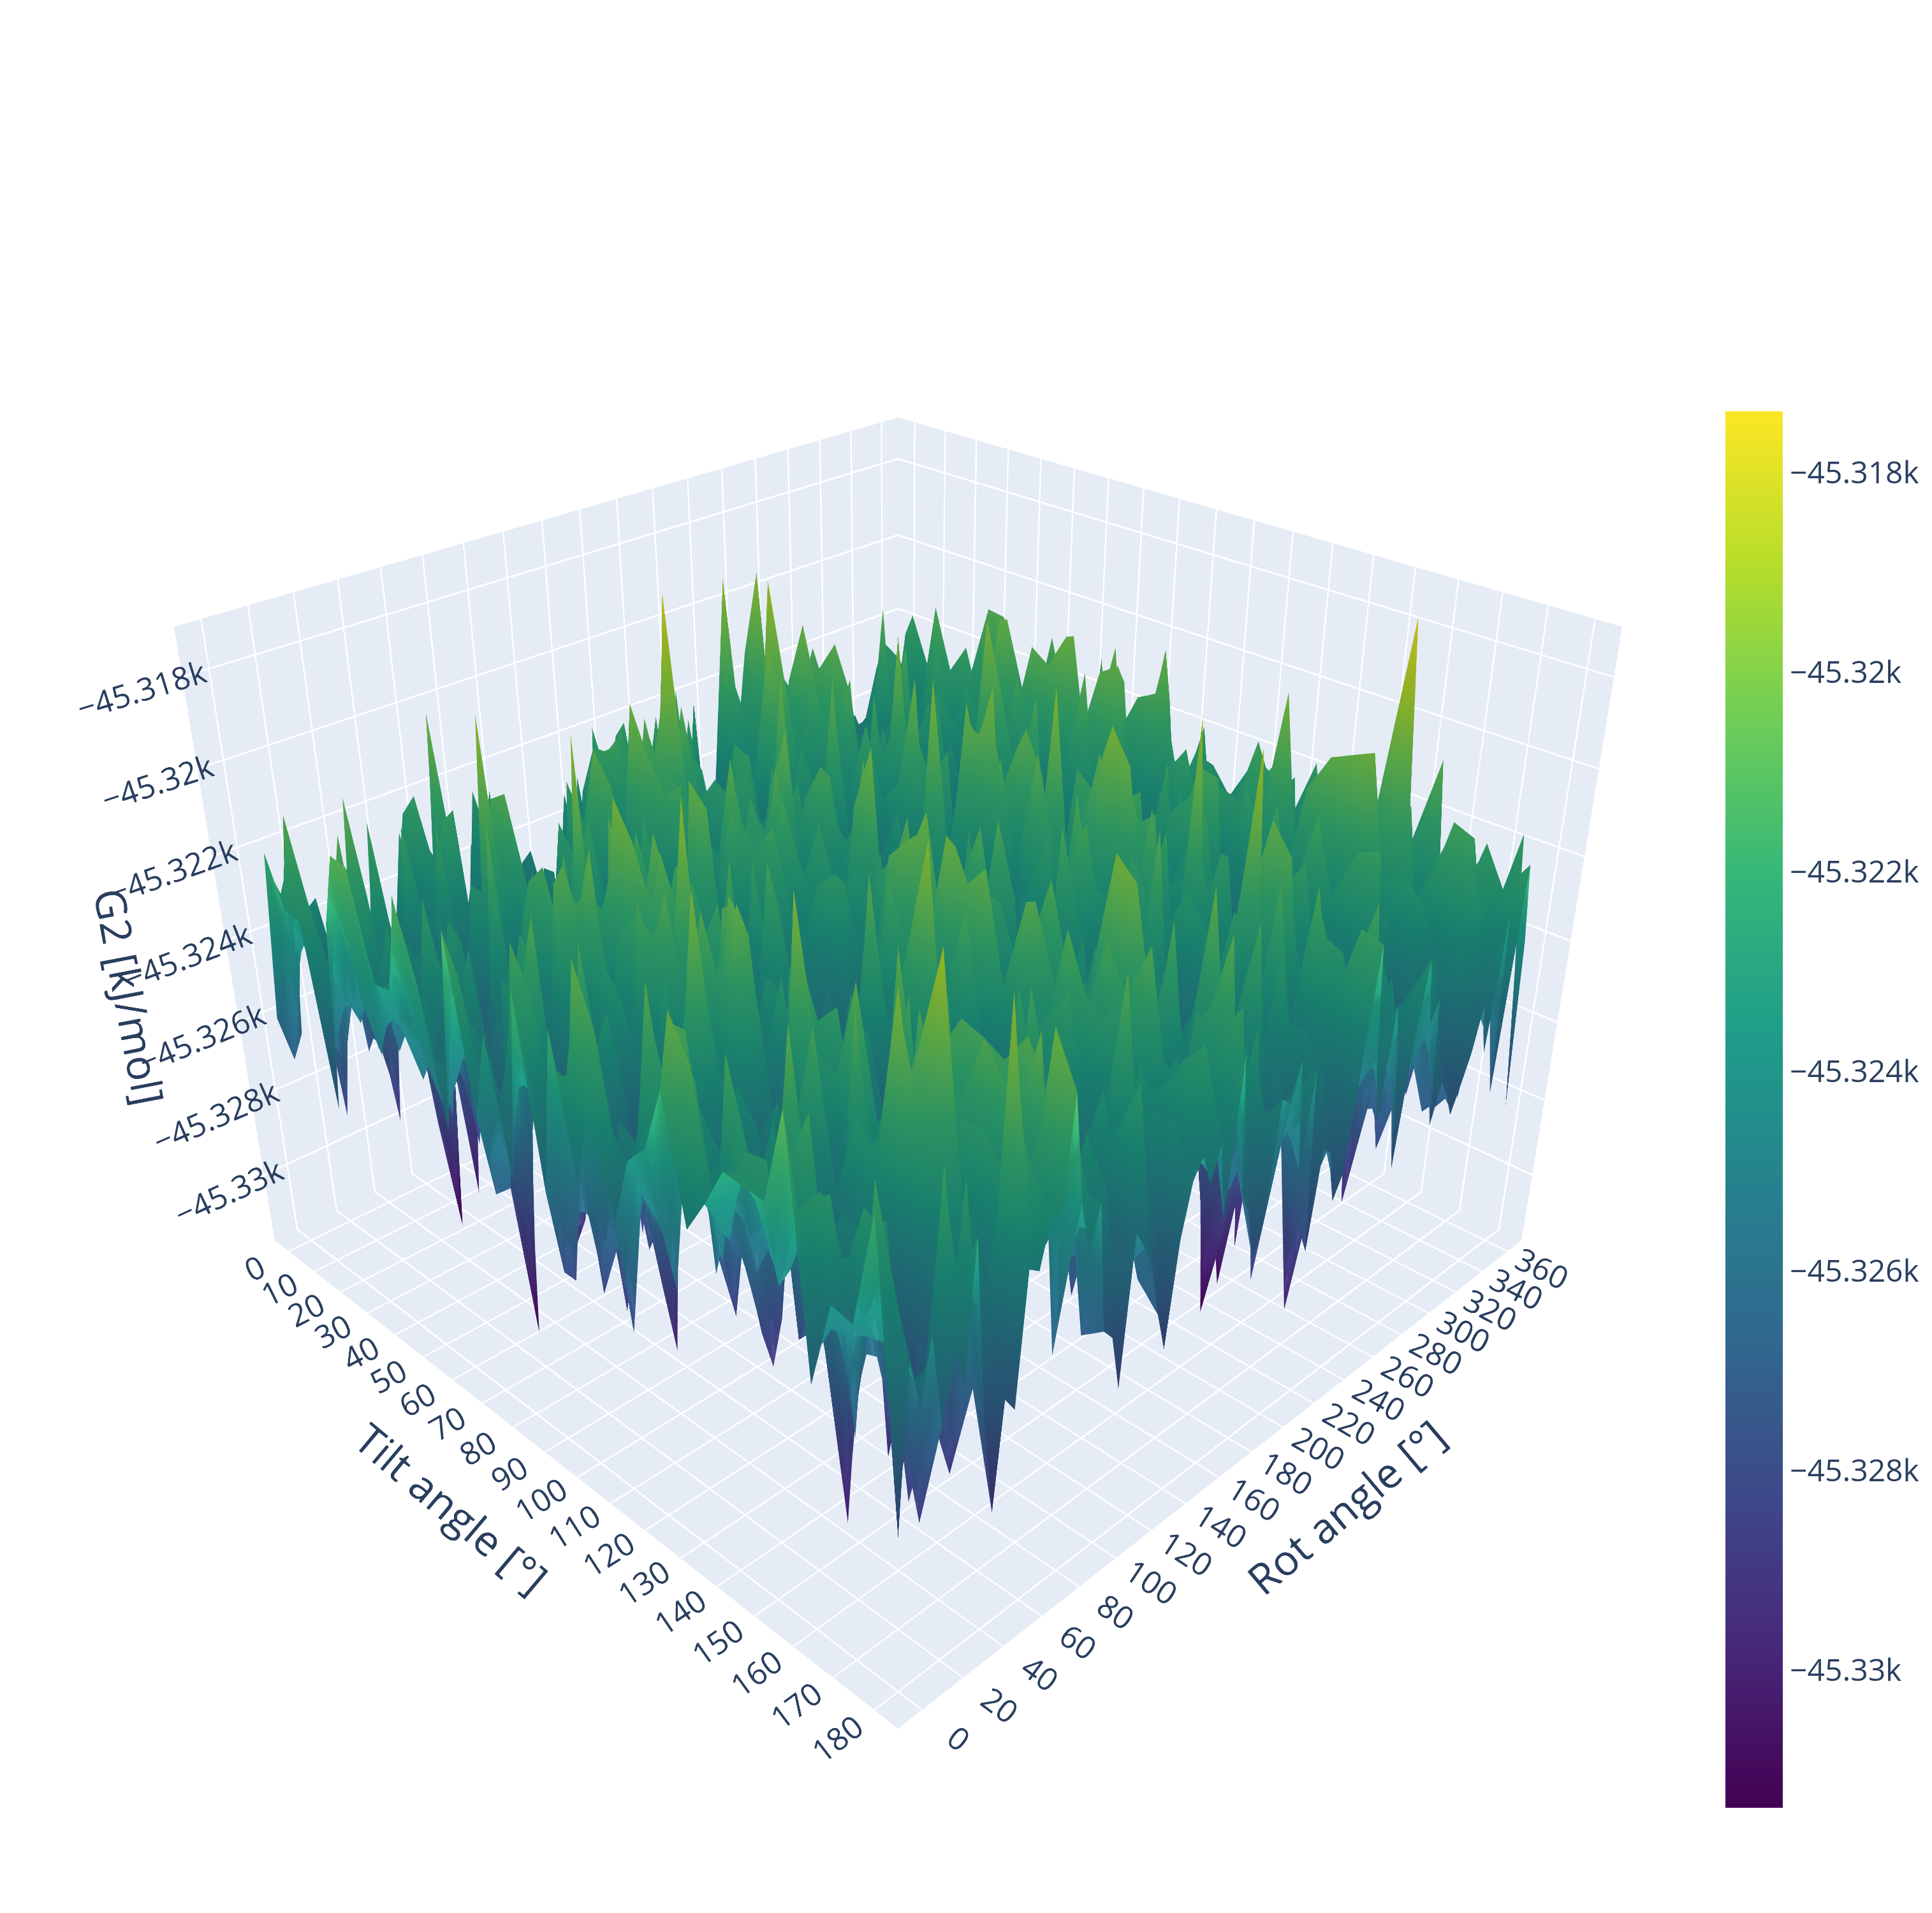 −45.318k
−45.32k
−45.322k
−45.324k
−45.326k
−45.328k
−45.33k
G2 [kJ/mol]
0
10
20
30
40
50
60
70
80
90
100
110
120
130
140
150
160
170
180
Tilt angle [°]
0
20
40
60
80
100
120
140
160
180
200
220
240
260
280
300
320
340
360
Rot angle [°]
−45.318k
−45.32k
−45.322k
−45.324k
−45.326k
−45.328k
−45.33k